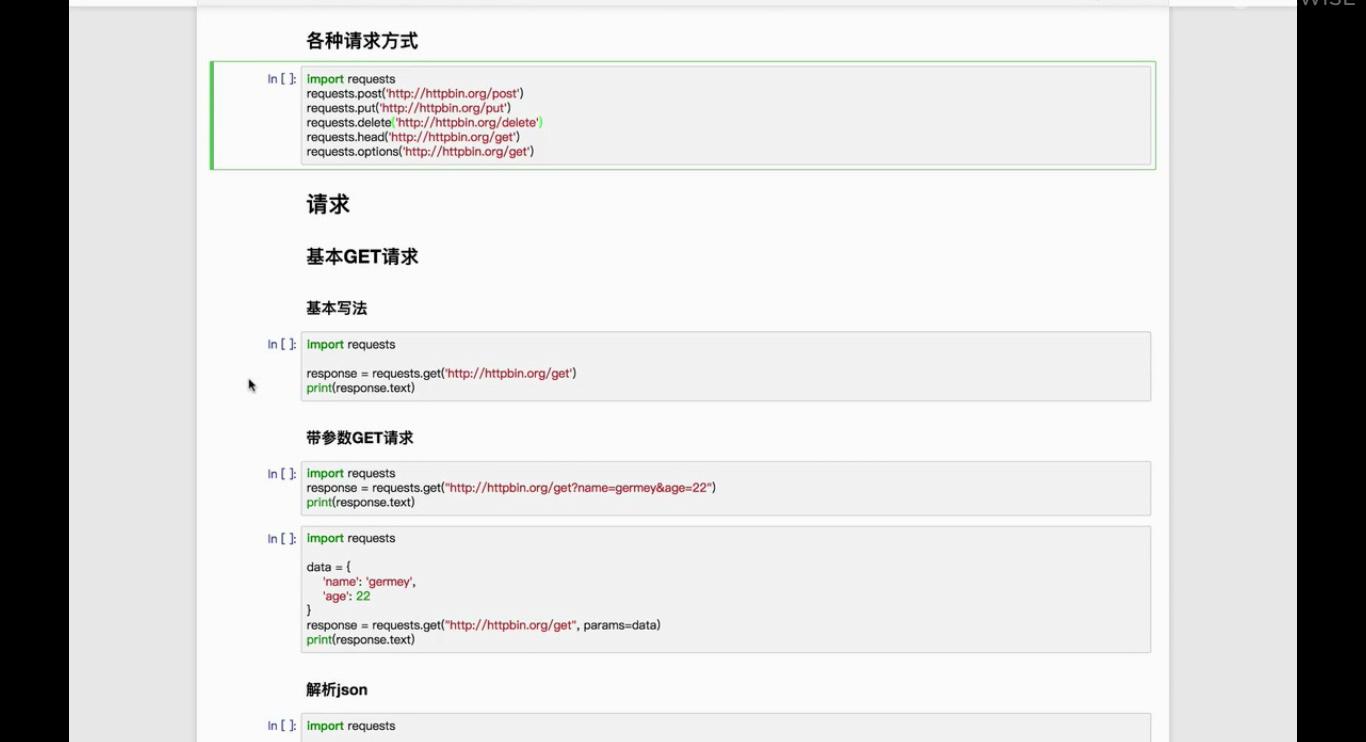 WISE
各种请求方式
In [ ]: import requests
requests.post('http://httpbin.org/post')
requests.put('http://httpbin.org/put')
requests.delete('http://httpbin.org/delete')
requests.head('http://httpbin.org/get')
requests.options('http://httpbin.org/get')
请求
基本GET请求
基本写法
In [ ]: import requests
response = requests.get('http://httpbin.org/get')
print(response.text)
带参数GET请求
In [ ]: import requests
response = requests.get("http://httpbin.org/get?name=germey&age=22")
print(response.text)
In [ ]: import requests
data = {
'name': 'germey',
'age': 22
}
response = requests.get("http://httpbin.org/get", params=data)
print(response.text)
解析json
In [ ]: import requests